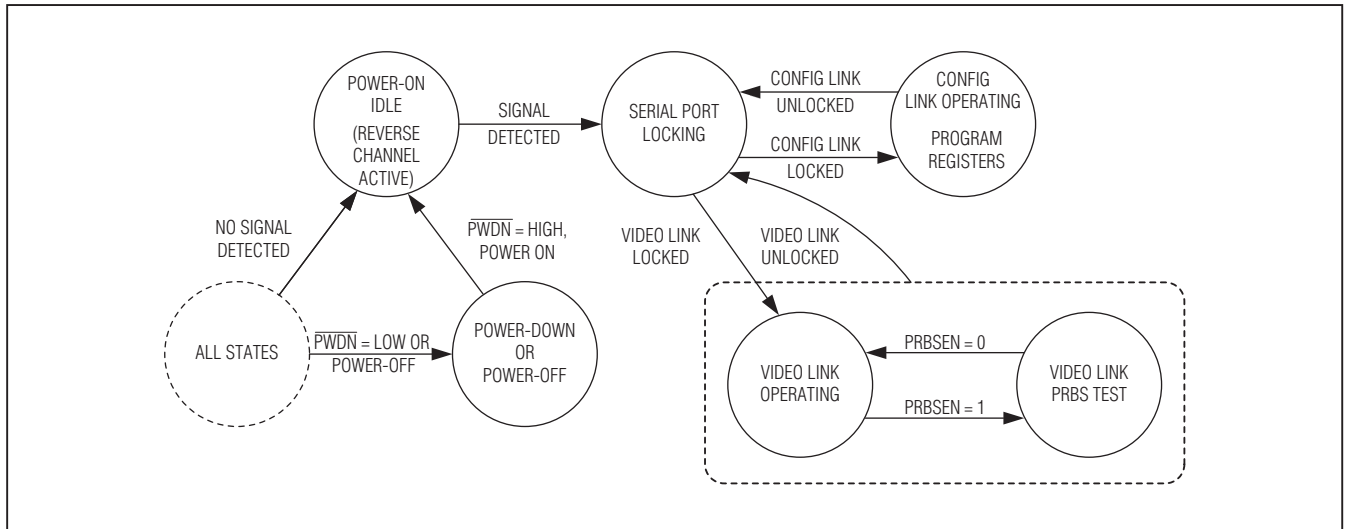 POWER-ON
IDLE
(REVERSE
CHANNEL
ACTIVE)
SIGNAL
DETECTED
SERIAL PORT
LOCKING
CONFIG LINK
UNLOCKED
CONFIG LINK
LOCKED
CONFIG
LINK OPERATING
PROGRAM
REGISTERS
NO SIGNAL
DETECTED
PWDN = HIGH,
POWER ON
VIDEO LINK
LOCKED
VIDEO LINK
UNLOCKED
ALL STATES
PWDN = LOW OR
POWER-OFF
POWER-DOWN
OR
POWER-OFF
VIDEO LINK
OPERATING
PRBSEN = 0
PRBSEN = 1
VIDEO LINK
PRBS TEST